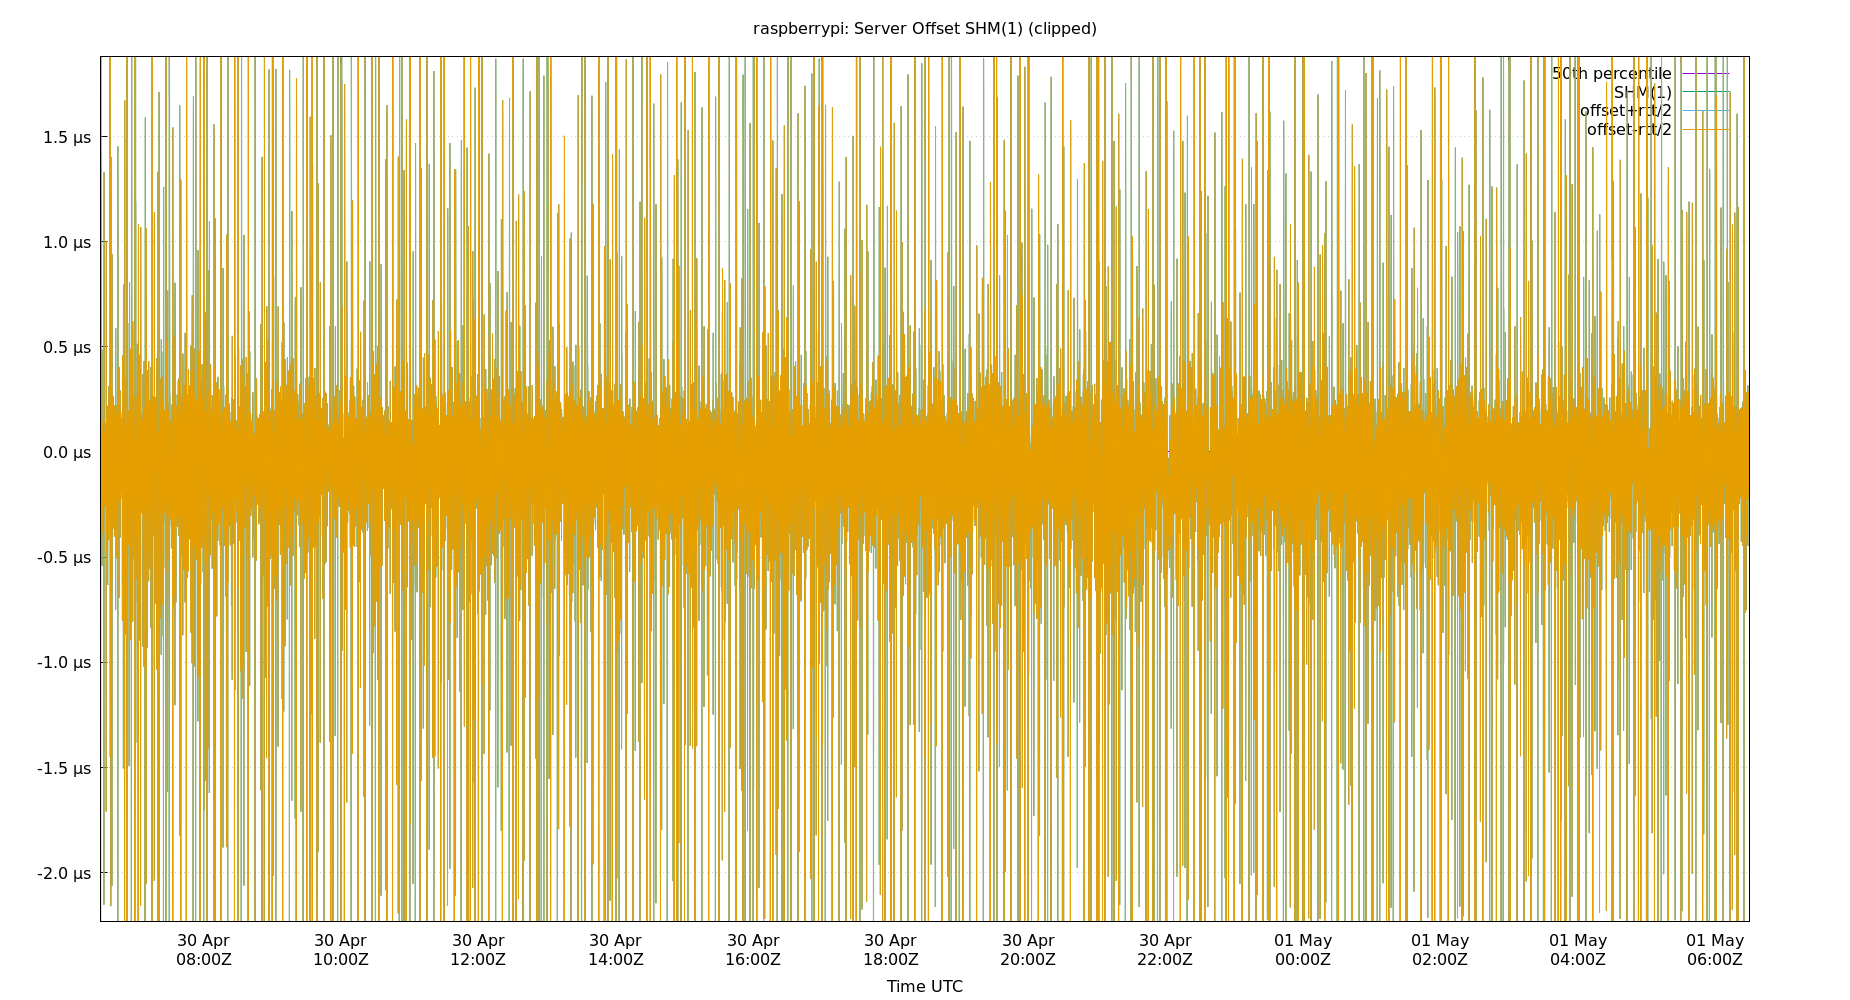 raspberrypi: Server Offset SHM(1) (clipped)
50th percentile
SHM(1)
offset+rtt/2
offset-rtt/2
1.5 µs
1.0 µs
0.5 µs
0.0 µs
-0.5 µs
-1.0 µs
-1.5 µs
-2.0 µs
30 Apr 30 Apr 30 Apr 30 Apr 30 Apr 30 Apr 30 Apr 30 Apr 01 May 01 May 01 May 01 May
08:00Z 10:00Z 12:00Z 14:00Z 16:00Z 18:00Z 20:00Z 22:00Z 00:00Z 02:00Z 04:00Z 06:00Z
Time UTC